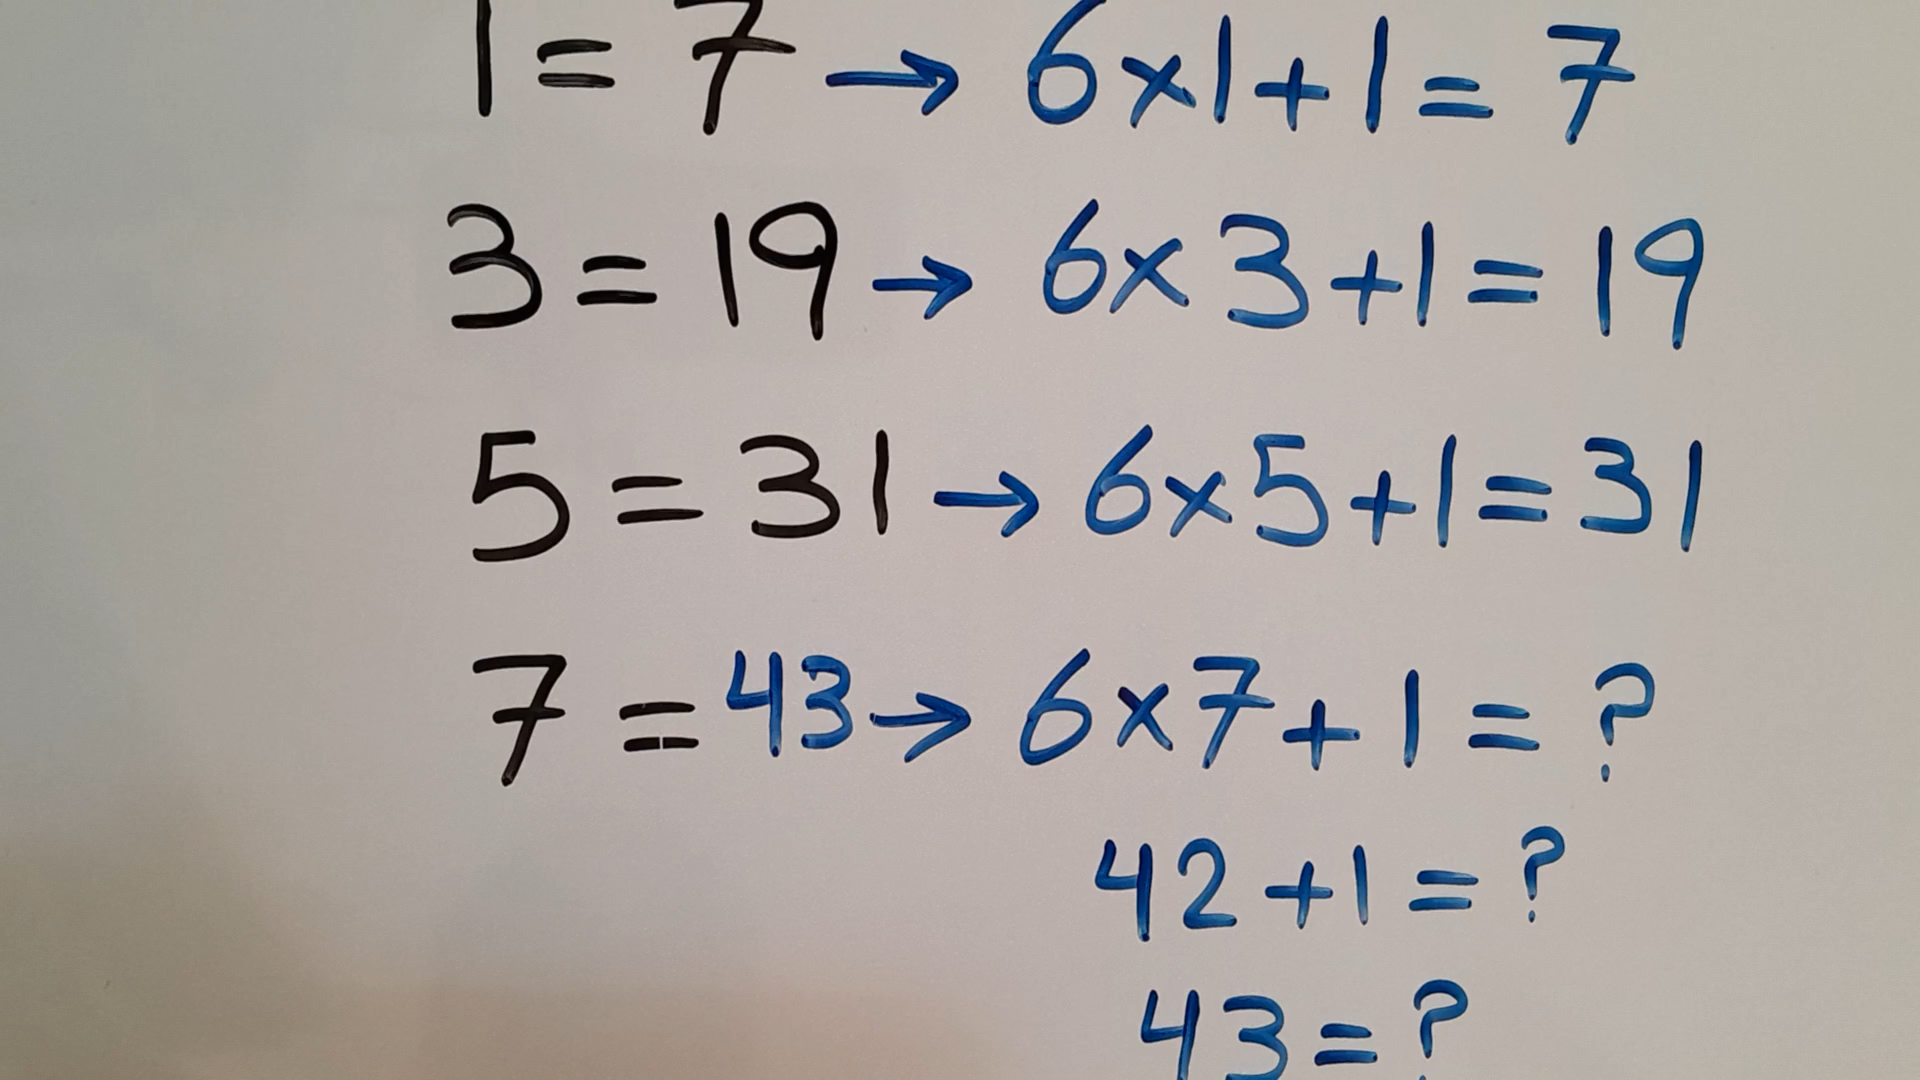 1 = 7 → 6×1+1 = 7
3 = 19 → 6×3+1 = 19
5 = 31 → 6×5+1 = 31
7 = 43 → 6×7+1 = ?
42+1 = ?
43 = ?